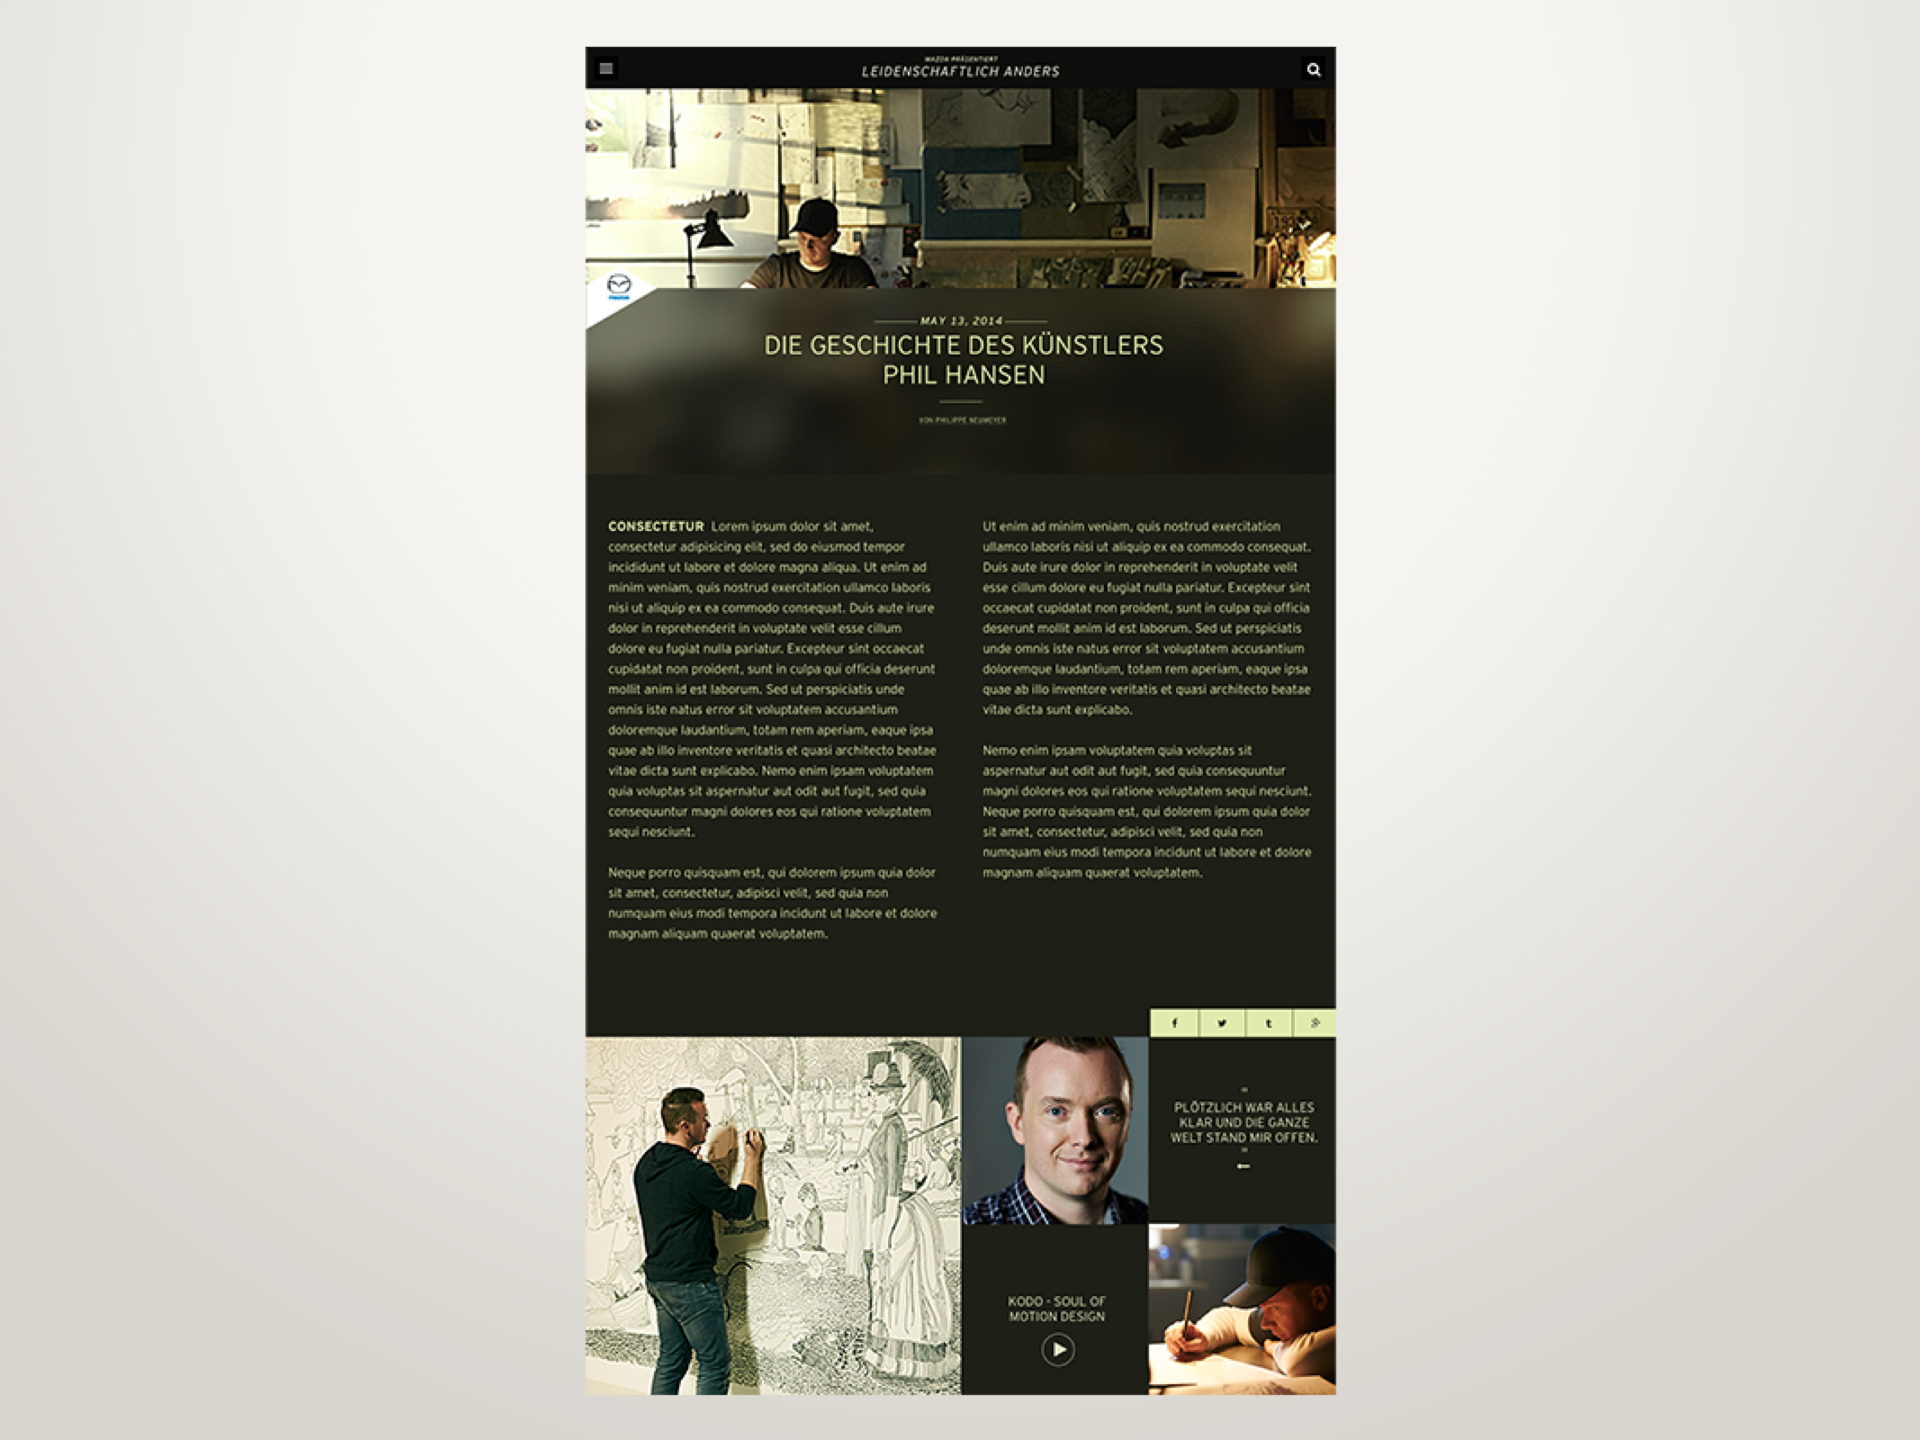 MAZDA PRÄSENTIERT
LEIDENSCHAFTLICH ANDERS
mazda
MAY 13, 2014
DIE GESCHICHTE DES KÜNSTLERS
PHIL HANSEN
VON PHILIPPE NEUMEYER
CONSECTETUR Lorem ipsum dolor sit amet,
consectetur adipisicing elit, sed do eiusmod tempor
incididunt ut labore et dolore magna aliqua. Ut enim ad
minim veniam, quis nostrud exercitation ullamco laboris
nisi ut aliquip ex ea commodo consequat. Duis aute irure
dolor in reprehenderit in voluptate velit esse cillum
dolore eu fugiat nulla pariatur. Excepteur sint occaecat
cupidatat non proident, sunt in culpa qui officia deserunt
mollit anim id est laborum. Sed ut perspiciatis unde
omnis iste natus error sit voluptatem accusantium
doloremque laudantium, totam rem aperiam, eaque ipsa
quae ab illo inventore veritatis et quasi architecto beatae
vitae dicta sunt explicabo. Nemo enim ipsam voluptatem
quia voluptas sit aspernatur aut odit aut fugit, sed quia
consequuntur magni dolores eos qui ratione voluptatem
sequi nesciunt.
Neque porro quisquam est, qui dolorem ipsum quia dolor
sit amet, consectetur, adipisci velit, sed quia non
numquam eius modi tempora incidunt ut labore et dolore
magnam aliquam quaerat voluptatem.
Ut enim ad minim veniam, quis nostrud exercitation
ullamco laboris nisi ut aliquip ex ea commodo consequat.
Duis aute irure dolor in reprehenderit in voluptate velit
esse cillum dolore eu fugiat nulla pariatur. Excepteur sint
occaecat cupidatat non proident, sunt in culpa qui officia
deserunt mollit anim id est laborum. Sed ut perspiciatis
unde omnis iste natus error sit voluptatem accusantium
doloremque laudantium, totam rem aperiam, eaque ipsa
quae ab illo inventore veritatis et quasi architecto beatae
vitae dicta sunt explicabo.
Nemo enim ipsam voluptatem quia voluptas sit
aspernatur aut odit aut fugit, sed quia consequuntur
magni dolores eos qui ratione voluptatem sequi nesciunt.
Neque porro quisquam est, qui dolorem ipsum quia dolor
sit amet, consectetur, adipisci velit, sed quia non
numquam eius modi tempora incidunt ut labore et dolore
magnam aliquam quaerat voluptatem.
"
PLÖTZLICH WAR ALLES
KLAR UND DIE GANZE
WELT STAND MIR OFFEN.
"
KODO - SOUL OF
MOTION DESIGN